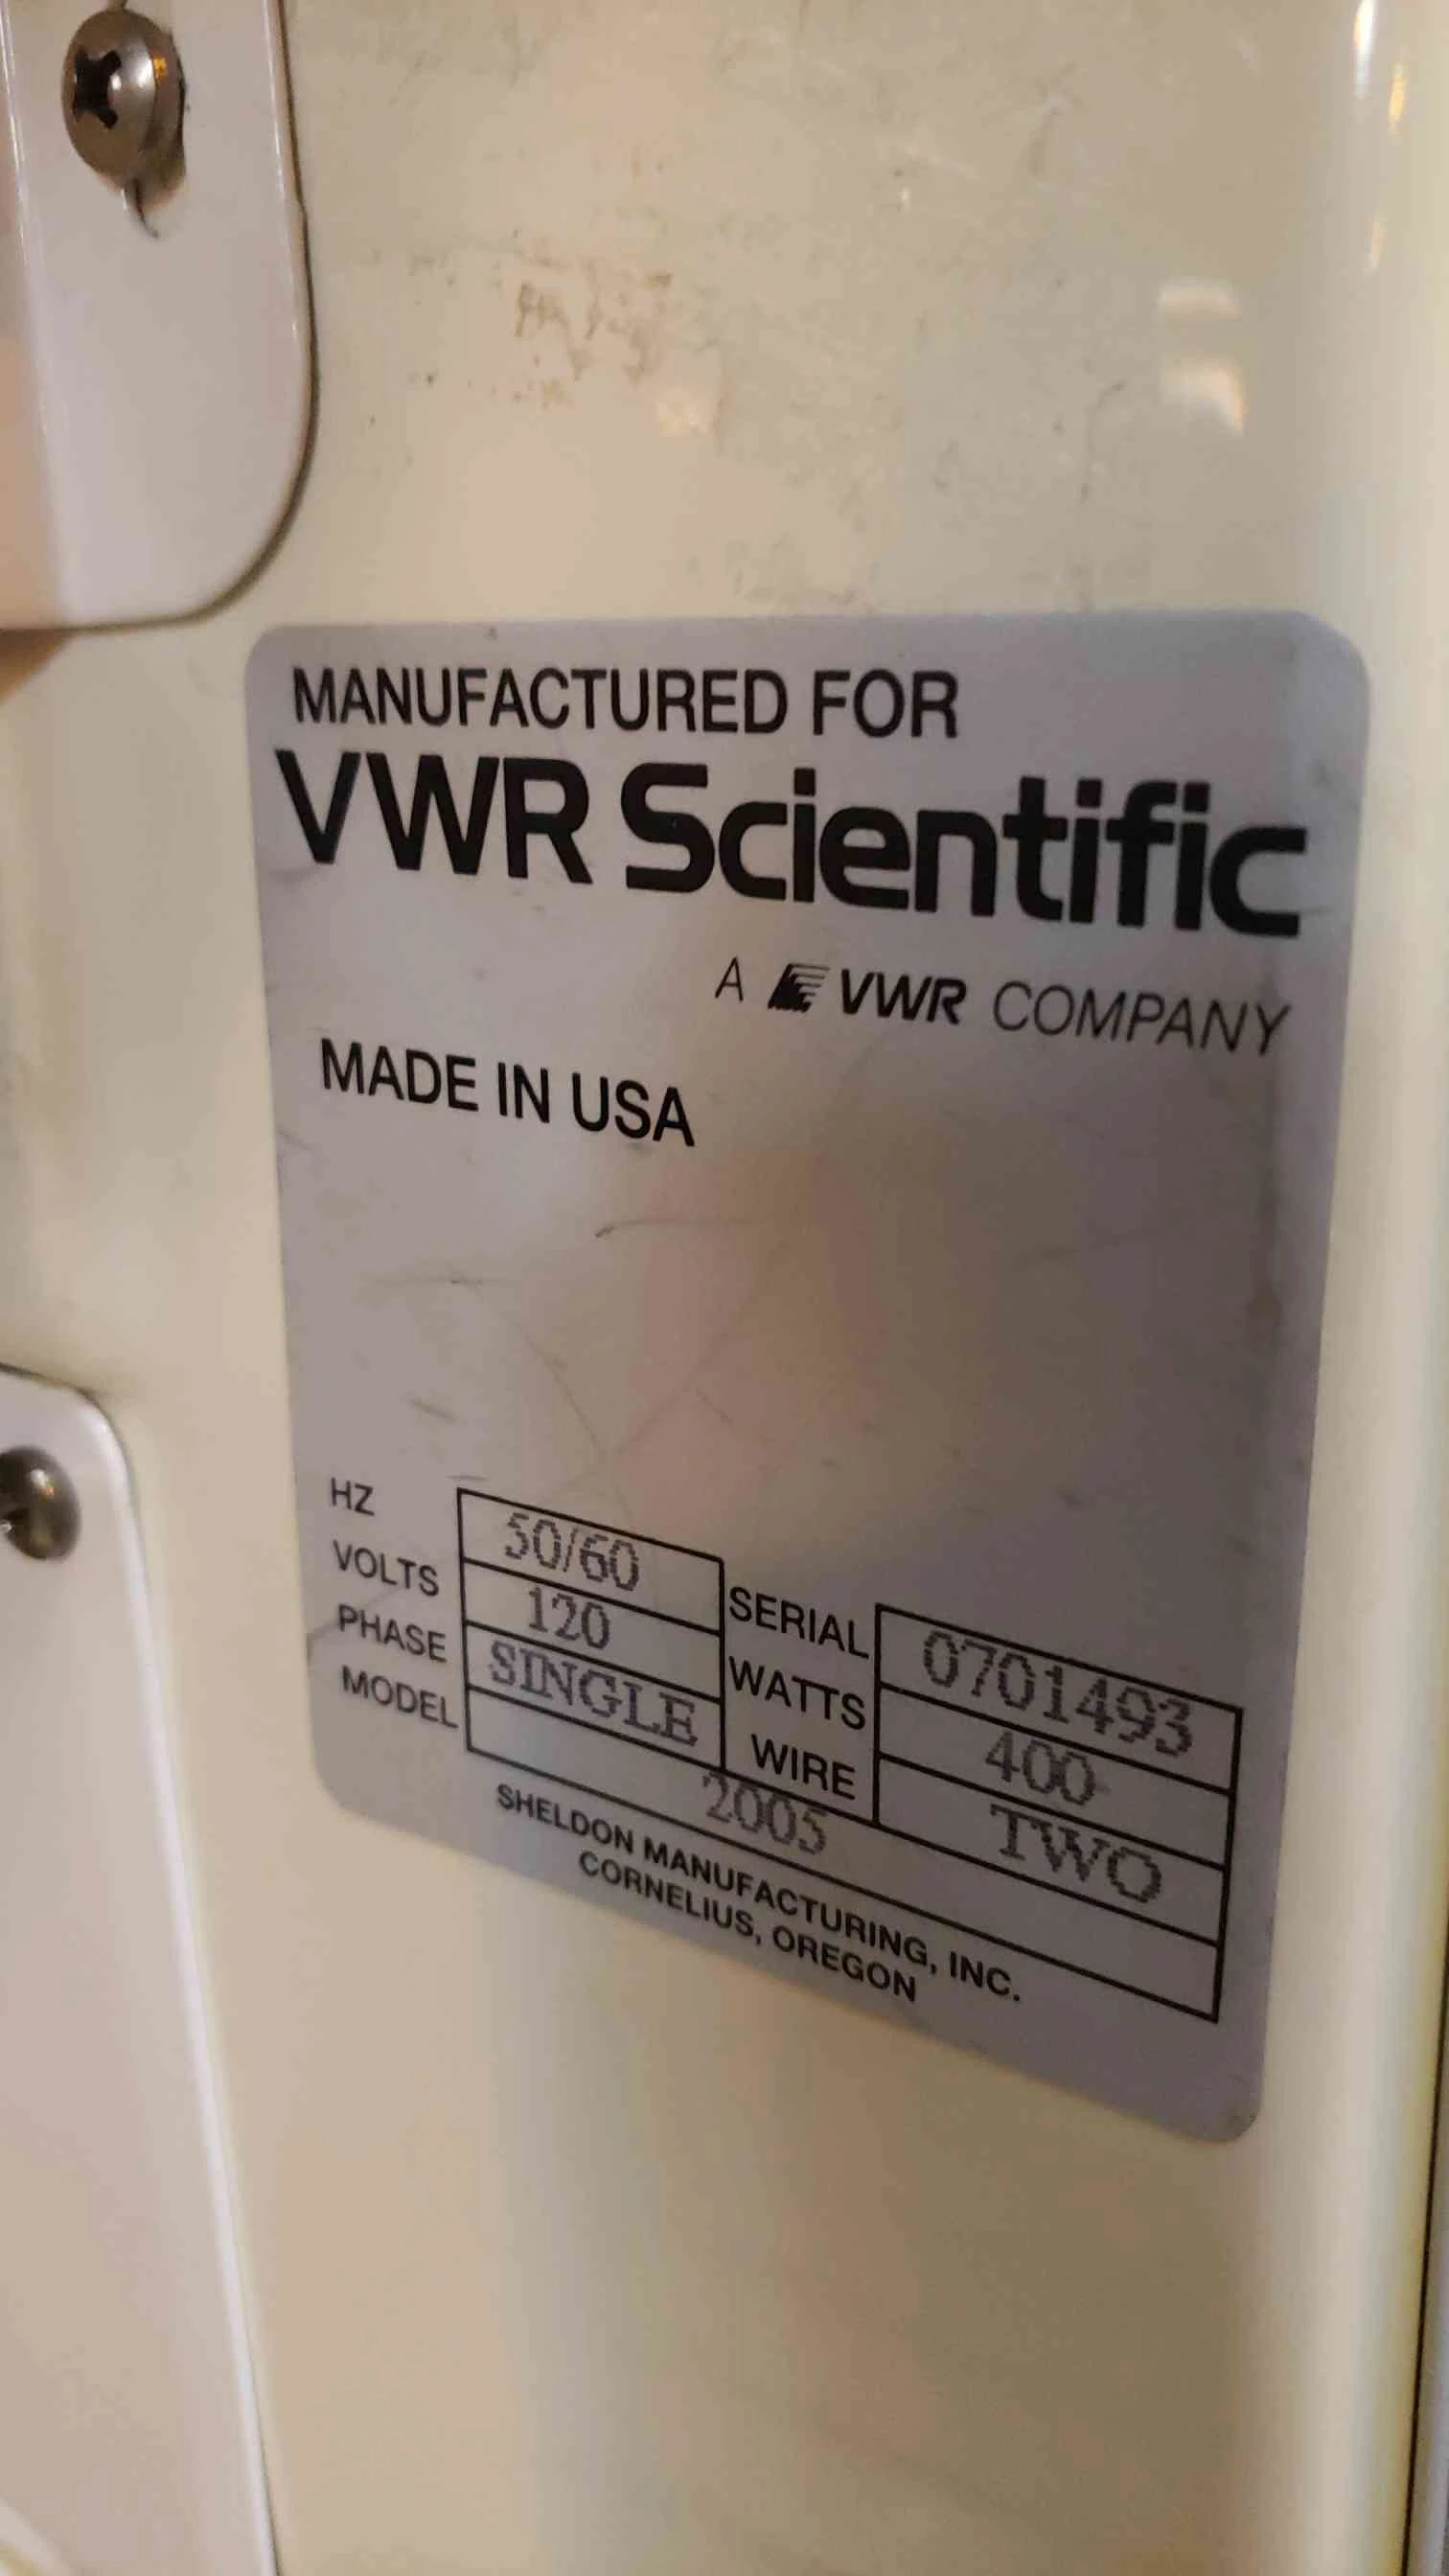 MANUFACTURED FOR
VWR Scientific
A VWR COMPANY
MADE IN USA
HZ 50/60
VOLTS 120 SERIAL 0701493
PHASE SINGLE WATTS 400
MODEL 2005 WIRE TWO
SHELDON MANUFACTURING, INC.
CORNELIUS, OREGON